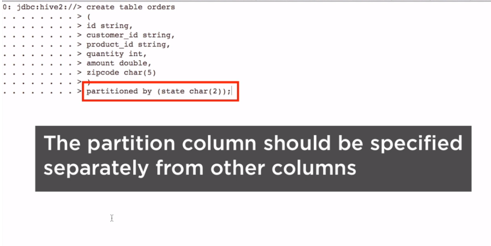 0: jdbc:hive2://> create table orders
. . . . . . . . > (
. . . . . . . . > id string,
. . . . . . . . > customer_id string,
. . . . . . . . > product_id string,
. . . . . . . . > quantity int,
. . . . . . . . > amount double,
. . . . . . . . > zipcode char(5)
. . . . . . . . > )
. . . . . . . . > partitioned by (state char(2));
The partition column should be specified
separately from other columns